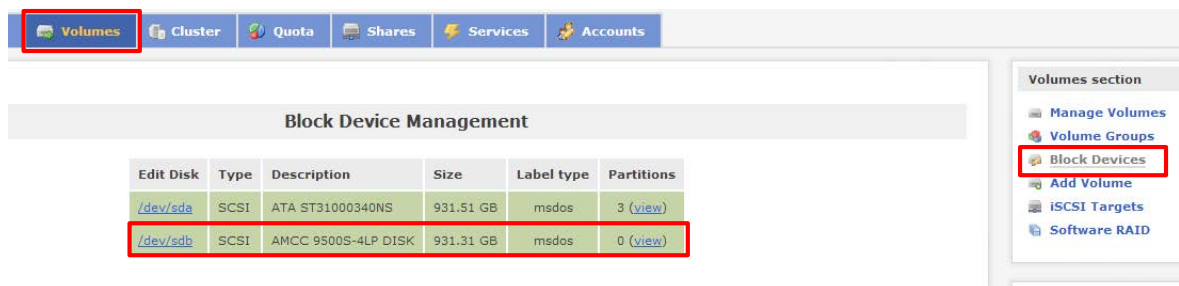 Volumes Cluster Quota Shares Services Accounts
Block Device Management
Edit Disk Type Description Size Label type Partitions
/dev/sda SCSI ATA ST31000340NS 931.51 GB msdos 3 (view)
/dev/sdb SCSI AMCC 9500S-4LP DISK 931.31 GB msdos 0 (view)
Volumes section
Manage Volumes
Volume Groups
Block Devices
Add Volume
iSCSI Targets
Software RAID